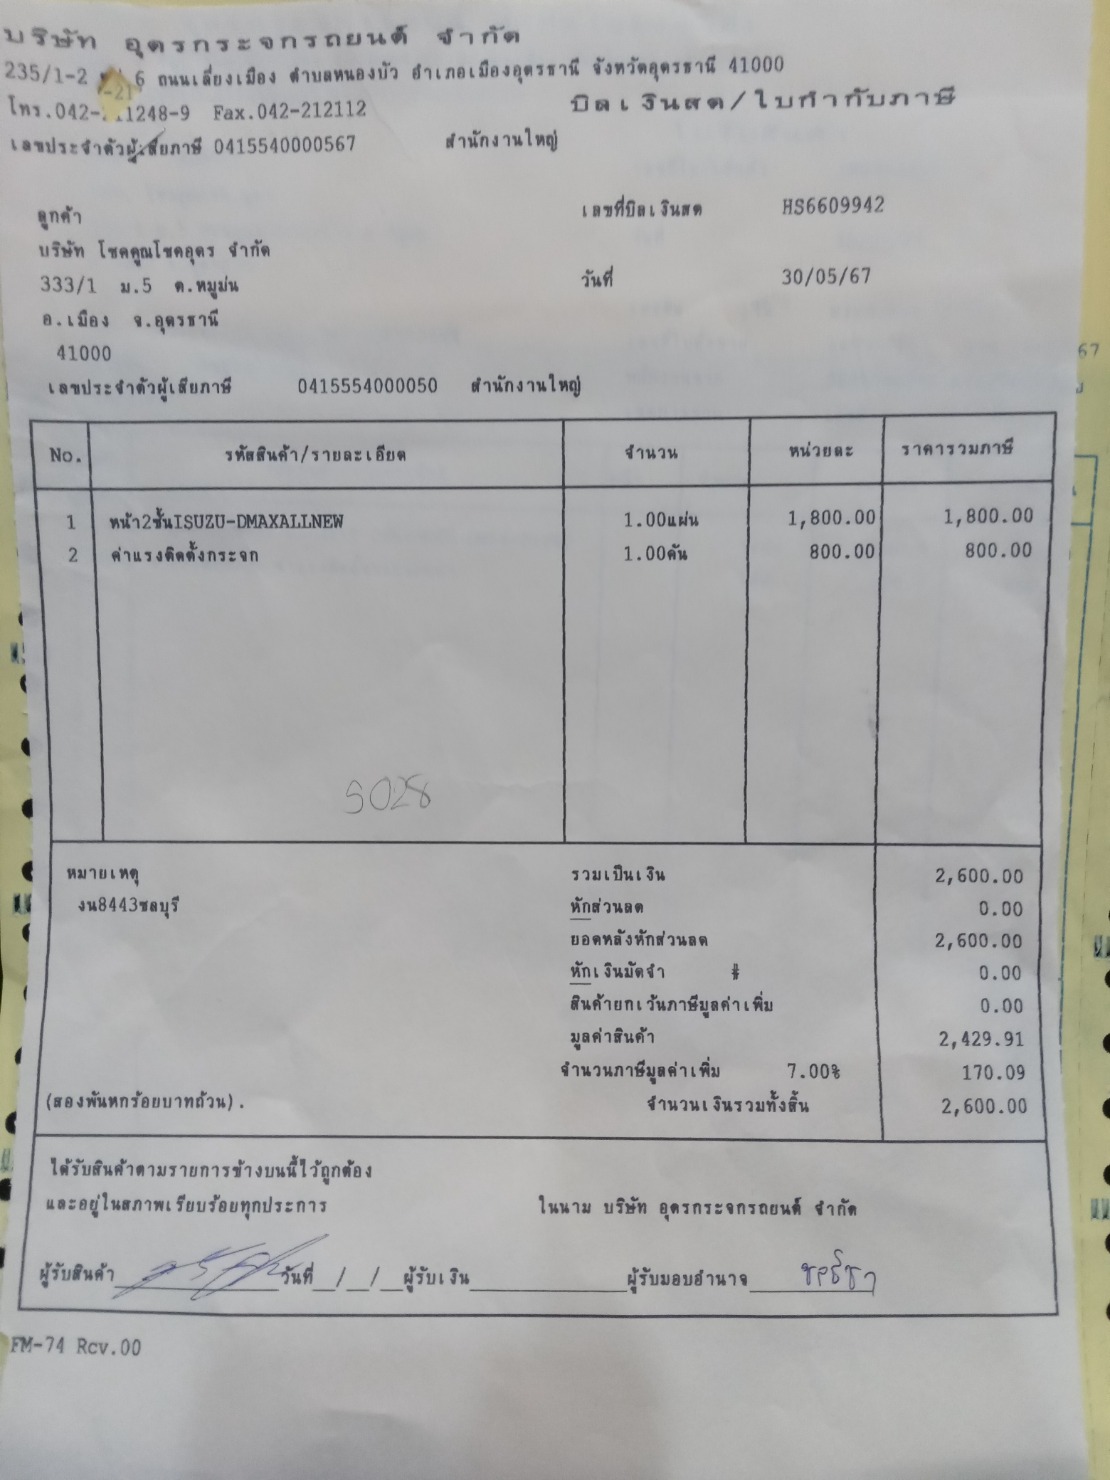 บริษัท อุดรกระจกรถยนต์ จำกัด
235/1-2 6 ถนนเลี่ยงเมือง ตำบลหนองบัว อำเภอเมืองอุดรธานี จังหวัดอุดรธานี 41000
โทร.042- 1248-9 Fax.042-212112
บิลเงินสด/ใบกำกับภาษี
เลขประจำตัวผู้เสียภาษี 0415540000567 สำนักงานใหญ่
ลูกค้า
เลขที่บิลเงินสด HS6609942
บริษัท โชคคูณโชคอุดร จำกัด
333/1 ม.5 ต.หมูม่น
วันที่ 30/05/67
อ.เมือง จ.อุดรธานี
41000
เลขประจำตัวผู้เสียภาษี 0415554000050 สำนักงานใหญ่
No. รหัสสินค้า/รายละเอียด จำนวน หน่วยละ ราคารวมภาษี
1 หน้า2ชั้นISUZU-DMAXALLNEW 1.00แผ่น 1,800.00 1,800.00
2 ค่าแรงติดตั้งกระจก 1.00คัน 800.00 800.00
S028
หมายเหตุ รวมเป็นเงิน 2,600.00
งน8443ชลบุรี หักส่วนลด 0.00
ยอดหลังหักส่วนลด 2,600.00
หักเงินมัดจำ # 0.00
สินค้ายกเว้นภาษีมูลค่าเพิ่ม 0.00
มูลค่าสินค้า 2,429.91
จำนวนภาษีมูลค่าเพิ่ม 7.00% 170.09
(สองพันหกร้อยบาทถ้วน). จำนวนเงินรวมทั้งสิ้น 2,600.00
ได้รับสินค้าตามรายการข้างบนนี้ไว้ถูกต้อง
และอยู่ในสภาพเรียบร้อยทุกประการ ในนาม บริษัท อุดรกระจกรถยนต์ จำกัด
ผู้รับสินค้า วันที่__/__/__ผู้รับเงิน ผู้รับมอบอำนาจ
FM-74 Rcv.00
67